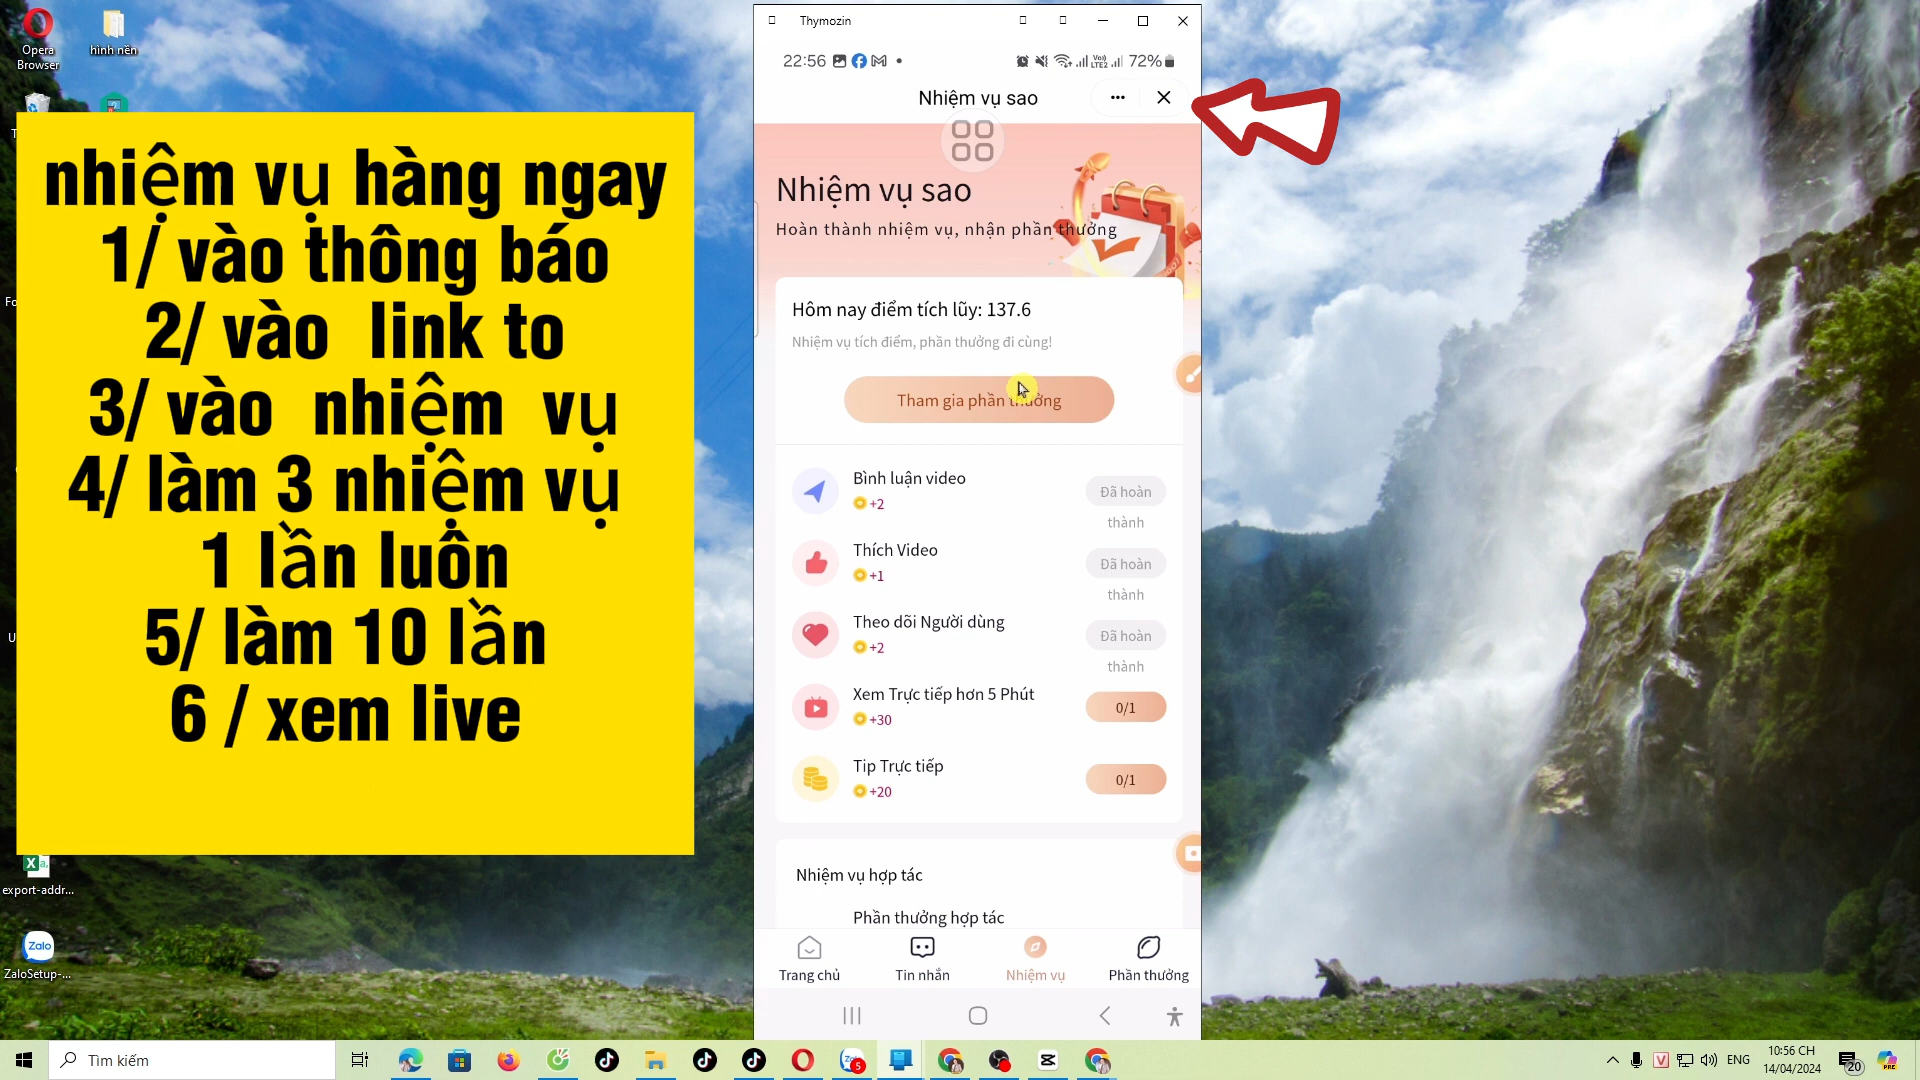 Opera
Browser
hình nền
nhiệm vụ hàng ngay
1/ vào thông báo
2/ vào link to
3/ vào nhiệm vụ
4/ làm 3 nhiệm vụ
1 lần luôn
5/ làm 10 lần
6 / xem live
export-addr...
Zalo
ZaloSetup-...
Thymozin
22:56
Vo))
LTE2
72%
Nhiệm vụ sao
Nhiệm vụ sao
Hoàn thành nhiệm vụ, nhận phần thưởng
Hôm nay điểm tích lũy: 137.6
Nhiệm vụ tích điểm, phần thưởng đi cùng!
Tham gia phần thưởng
Bình luận video
+2
Đã hoàn
thành
Thích Video
+1
Đã hoàn
thành
Theo dõi Người dùng
+2
Đã hoàn
thành
Xem Trực tiếp hơn 5 Phút
+30
0/1
Tip Trực tiếp
+20
0/1
Nhiệm vụ hợp tác
Phần thưởng hợp tác
Trang chủ
Tin nhắn
Nhiệm vụ
Phần thưởng
Tìm kiếm
5
ENG
10:56 CH
14/04/2024
20
PRE